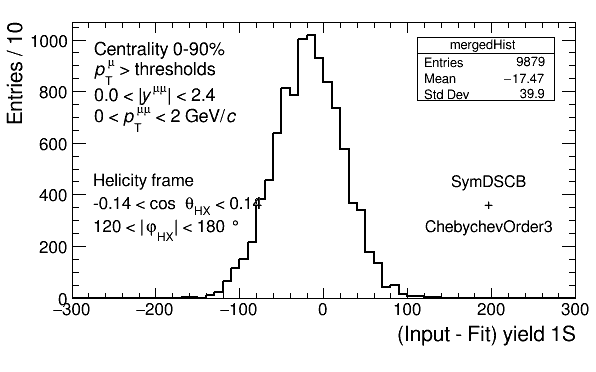 Entries / 10
1000
800
600
400
200
0
Centrality 0-90%
p_T^μ > thresholds
0.0 < |y^μμ| < 2.4
0 < p_T^μμ < 2 GeV/c
Helicity frame
-0.14 < cos θ_HX < 0.14
120 < |φ_HX| < 180 °
mergedHist
Entries 9879
Mean −17.47
Std Dev 39.9
SymDSCB
+
ChebychevOrder3
−300 −200 −100 0 100 200 300
(Input - Fit) yield 1S